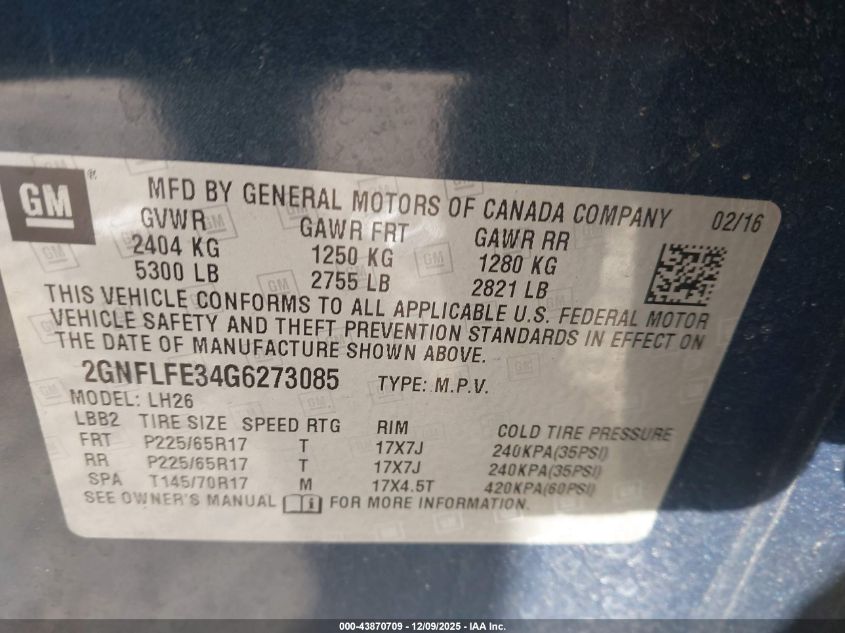 GM ® MFD BY GENERAL MOTORS OF CANADA COMPANY 02/16
GVWR GAWR FRT GAWR RR
2404 KG 1250 KG 1280 KG
5300 LB 2755 LB 2821 LB
THIS VEHICLE CONFORMS TO ALL APPLICABLE U.S. FEDERAL MOTOR
VEHICLE SAFETY AND THEFT PREVENTION STANDARDS IN EFFECT ON
THE DATE OF MANUFACTURE SHOWN ABOVE.
2GNFLFE34G6273085 TYPE: M.P.V.
MODEL: LH26
LBB2 TIRE SIZE SPEED RTG RIM COLD TIRE PRESSURE
FRT P225/65R17 T 17X7J 240KPA(35PSI)
RR P225/65R17 T 17X7J 240KPA(35PSI)
SPA T145/70R17 M 17X4.5T 420KPA(60PSI)
SEE OWNER'S MANUAL i FOR MORE INFORMATION.
000-43870709 - 12/09/2025 - IAA Inc.